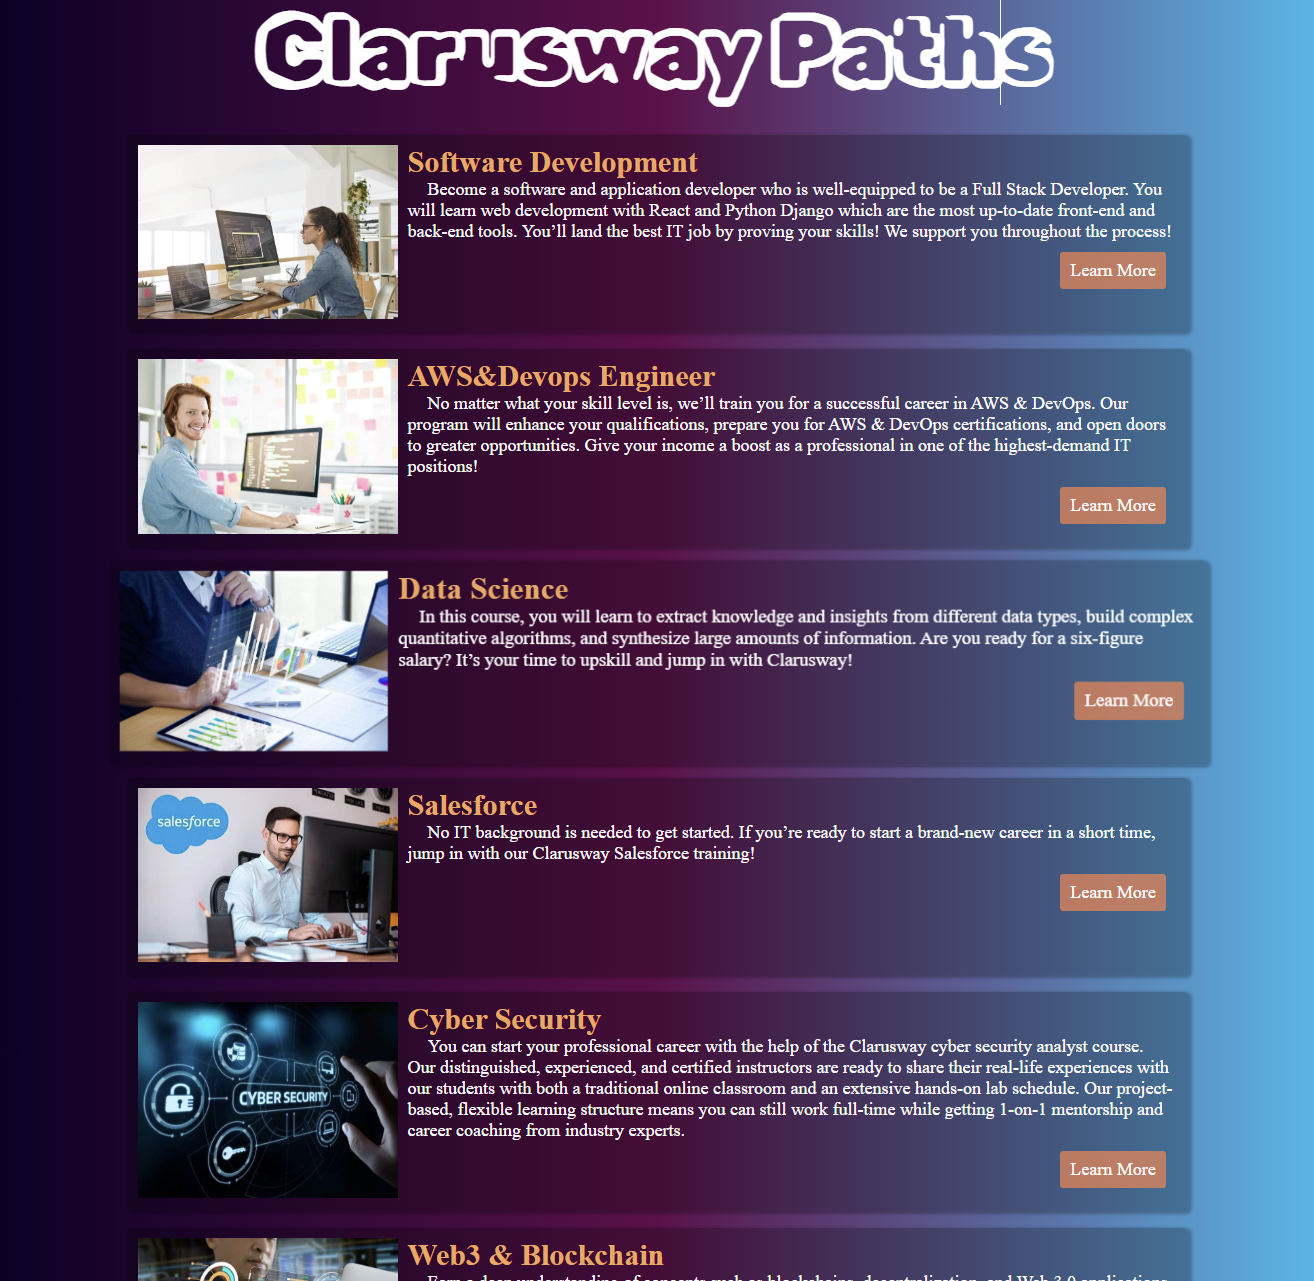 Clarusway Paths
Software Development
Become a software and application developer who is well-equipped to be a Full Stack Developer. You
will learn web development with React and Python Django which are the most up-to-date front-end and
back-end tools. You’ll land the best IT job by proving your skills! We support you throughout the process!
Learn More
AWS&Devops Engineer
No matter what your skill level is, we’ll train you for a successful career in AWS & DevOps. Our
program will enhance your qualifications, prepare you for AWS & DevOps certifications, and open doors
to greater opportunities. Give your income a boost as a professional in one of the highest-demand IT
positions!
Learn More
Data Science
In this course, you will learn to extract knowledge and insights from different data types, build complex
quantitative algorithms, and synthesize large amounts of information. Are you ready for a six-figure
salary? It’s your time to upskill and jump in with Clarusway!
Learn More
salesforce
Salesforce
No IT background is needed to get started. If you’re ready to start a brand-new career in a short time,
jump in with our Clarusway Salesforce training!
Learn More
CYBER SECURITY
Cyber Security
You can start your professional career with the help of the Clarusway cyber security analyst course.
Our distinguished, experienced, and certified instructors are ready to share their real-life experiences with
our students with both a traditional online classroom and an extensive hands-on lab schedule. Our project-
based, flexible learning structure means you can still work full-time while getting 1-on-1 mentorship and
career coaching from industry experts.
Learn More
Web3 & Blockchain
Earn a deep understanding of concepts such as blockchains, decentralization, and Web 3.0 applications